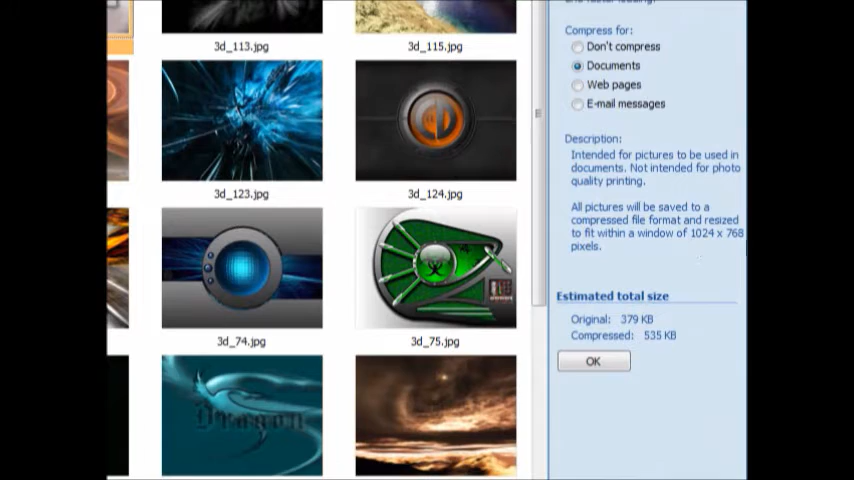 3d_113.jpg
3d_115.jpg
3d_123.jpg
3d_124.jpg
3d_74.jpg
3d_75.jpg
Dragon
Compress for:
Don't compress
Documents
Web pages
E-mail messages
Description:
Intended for pictures to be used in
documents. Not intended for photo
quality printing.
All pictures will be saved to a
compressed file format and resized
to fit within a window of 1024 x 768
pixels.
Estimated total size
Original: 379 KB
Compressed: 535 KB
OK